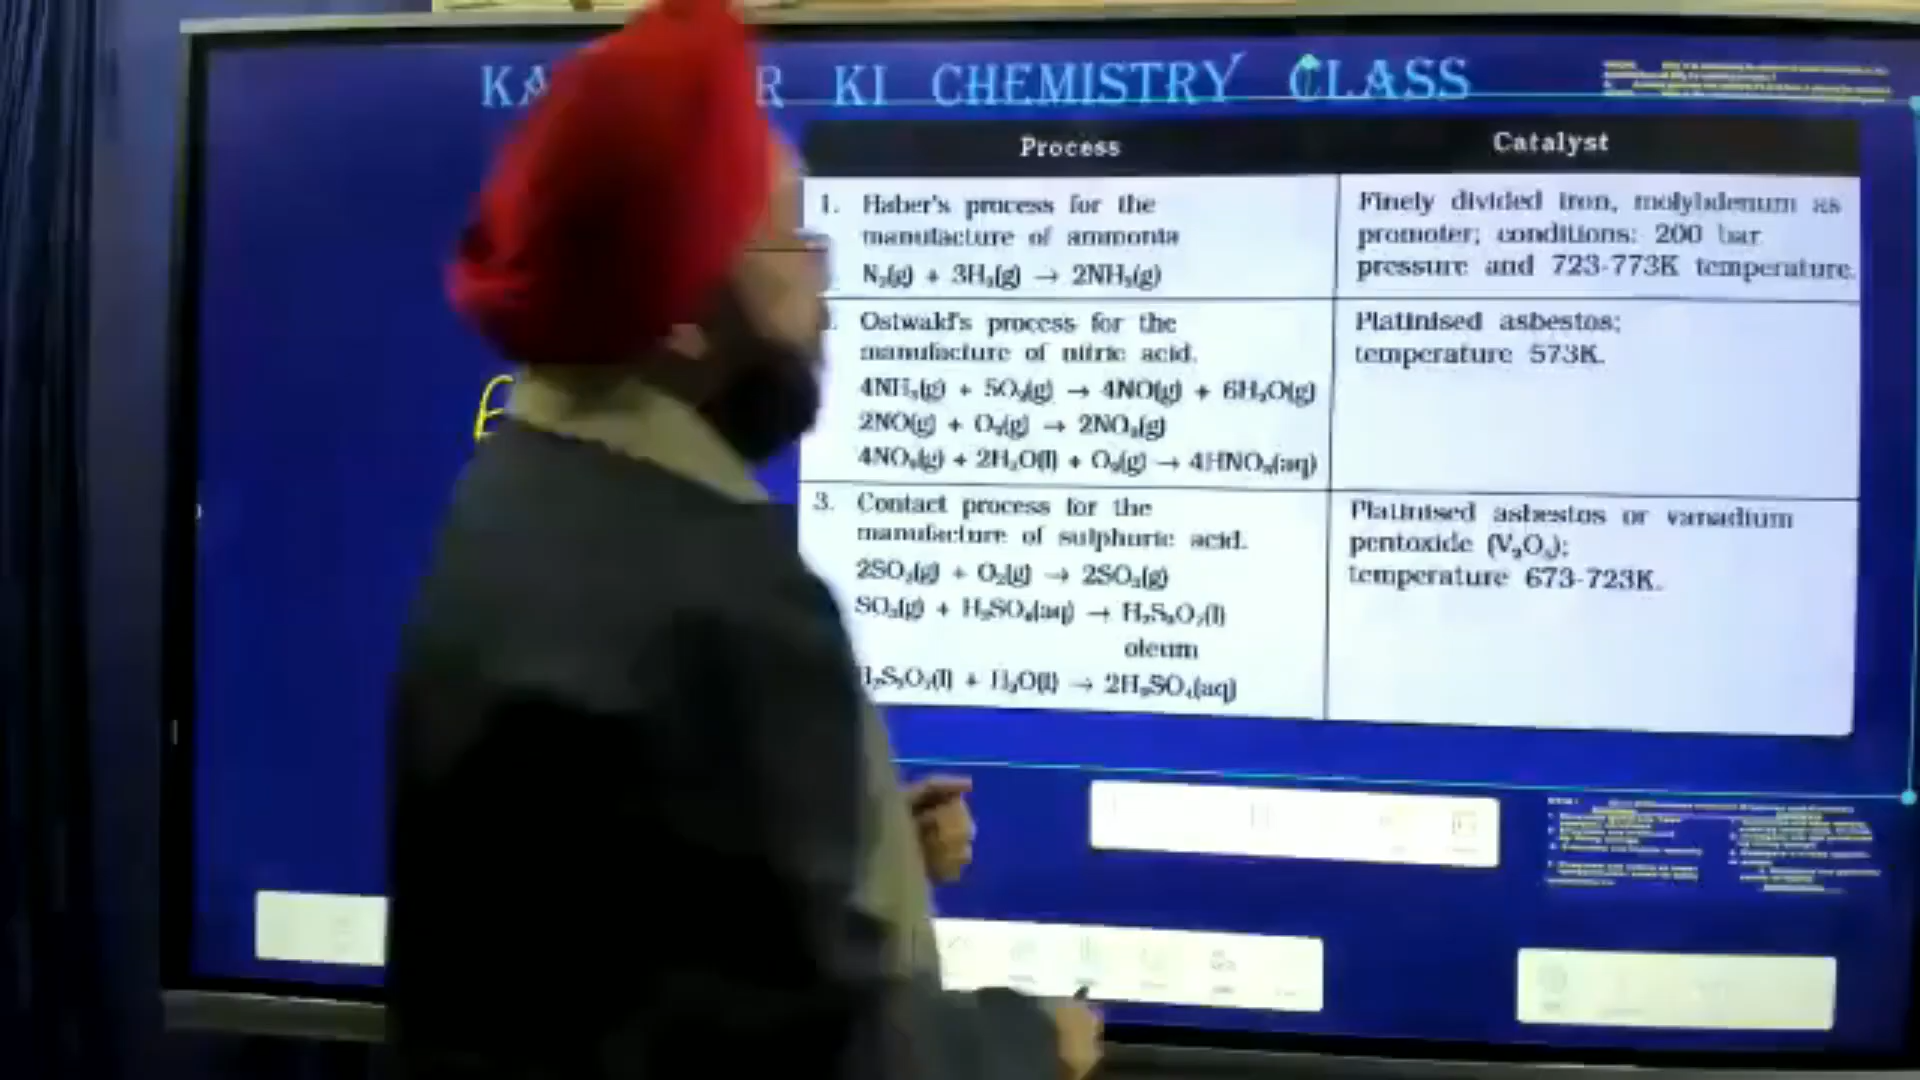 KI CHEMISTRY CLASS
Process
Catalyst
1. Haber's process for the
manufacture of ammonia
N₂(g) + 3H₂(g) → 2NH₃(g)
Finely divided iron, molybdenum as
promoter; conditions: 200 bar
pressure and 723-773K temperature.
Ostwald's process for the
manufacture of nitric acid.
4NH₃(g) + 5O₂(g) → 4NO(g) + 6H₂O(g)
2NO(g) + O₂(g) → 2NO₂(g)
4NO₂(g) + 2H₂O(l) + O₂(g) → 4HNO₃(aq)
Platinised asbestos;
temperature 573K.
3. Contact process for the
manufacture of sulphuric acid.
2SO₂(g) + O₂(g) → 2SO₃(g)
SO₃(g) + H₂SO₄(aq) → H₂S₂O₇(l)
oleum
H₂S₂O₇(l) + H₂O(l) → 2H₂SO₄(aq)
Platinised asbestos or vanadium
pentoxide (V₂O₅);
temperature 673-723K.